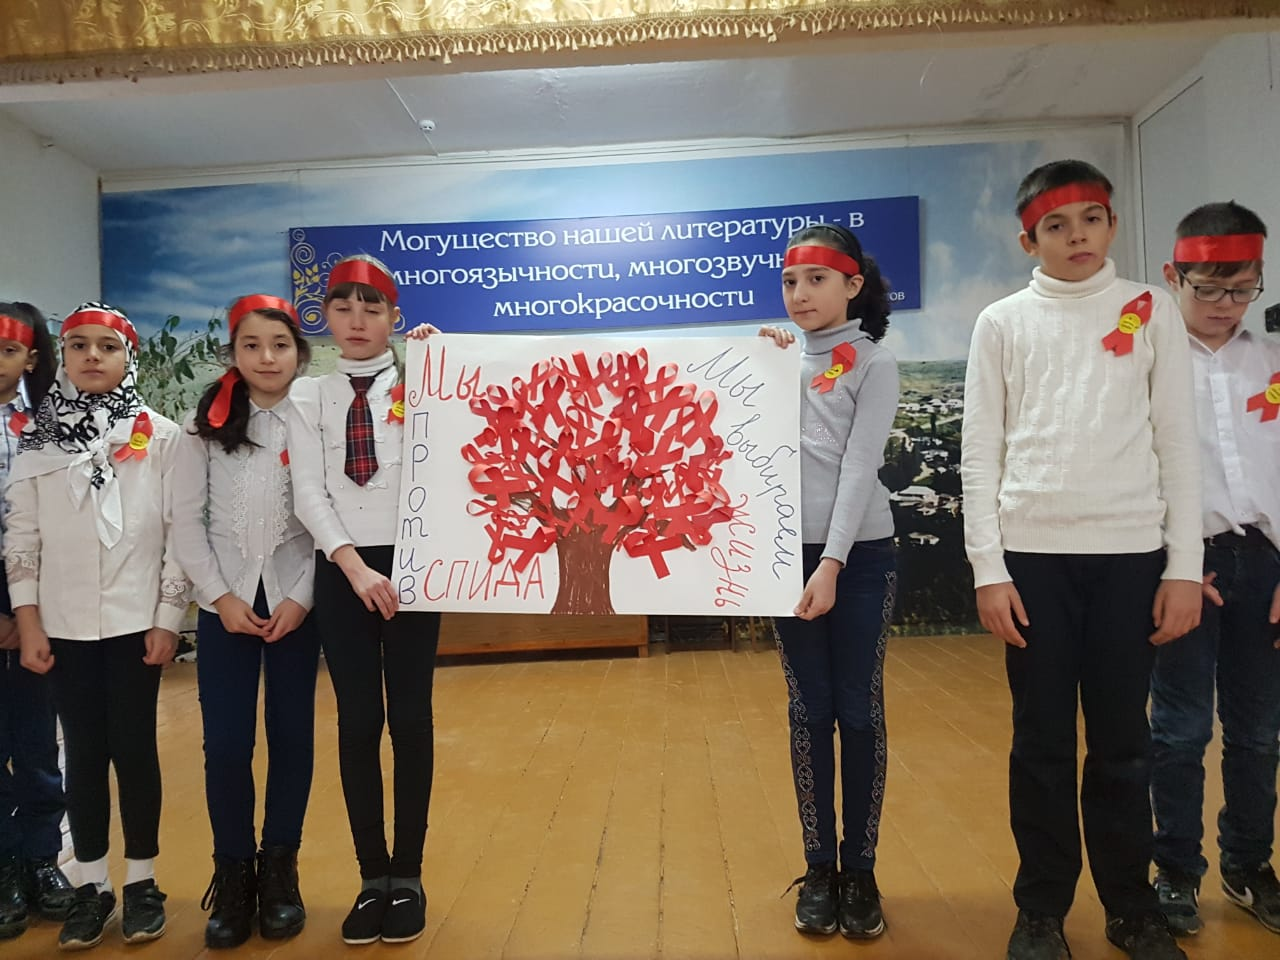 Могущество нашей литературы - в
многоязычности, многозвучн
многокрасочности
Мы
против
СПИДА
Мы выбираем
жизнь